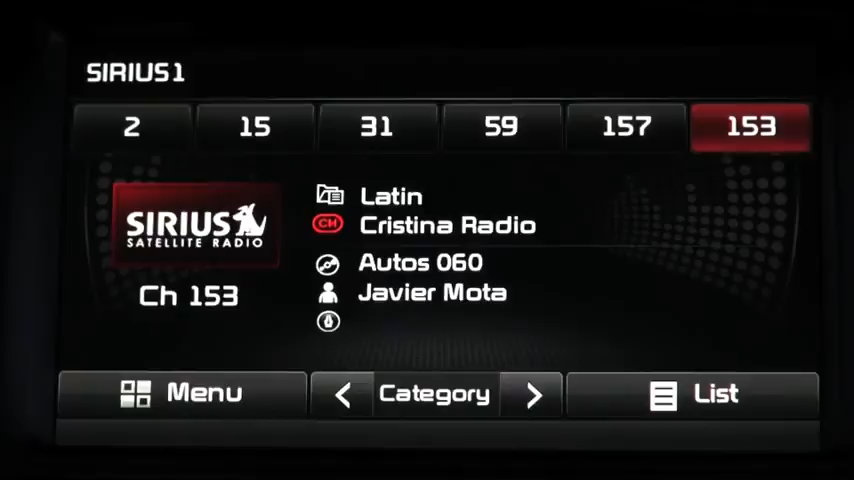 SIRIUS1
2 15 31 59 157 153
Latin
CH Cristina Radio
SIRIUS
SATELLITE RADIO
Autos 060
Ch 153
Javier Mota
Menu < Category > List